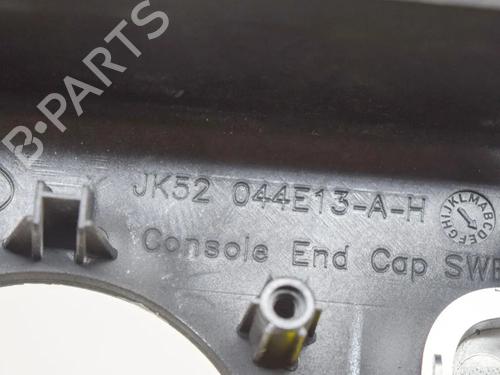 B-PARTS
JK52 044E13-A-H
Console End Cap SWB